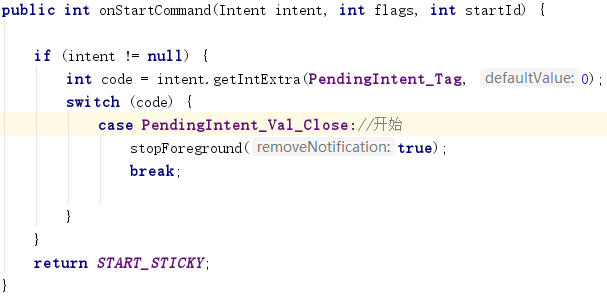 public int onStartCommand(Intent intent, int flags, int startId) {
if (intent != null) {
int code = intent.getIntExtra(PendingIntent_Tag, defaultValue: 0);
switch (code) {
case PendingIntent_Val_Close://开始
stopForeground( removeNotification: true);
break;
}
}
return START_STICKY;
}